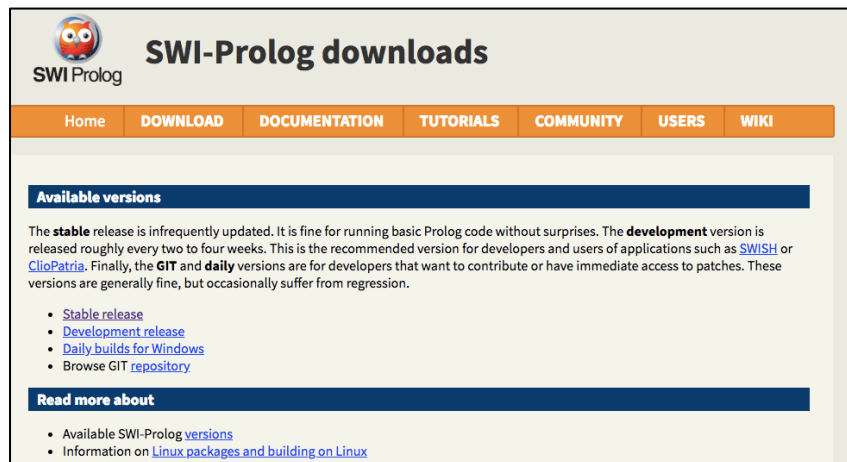 SWI Prolog
SWI-Prolog downloads
Home DOWNLOAD DOCUMENTATION TUTORIALS COMMUNITY USERS WIKI
Available versions
The stable release is infrequently updated. It is fine for running basic Prolog code without surprises. The development version is
released roughly every two to four weeks. This is the recommended version for developers and users of applications such as SWISH or
ClioPatria. Finally, the GIT and daily versions are for developers that want to contribute or have immediate access to patches. These
versions are generally fine, but occasionally suffer from regression.
• Stable release
• Development release
• Daily builds for Windows
• Browse GIT repository
Read more about
• Available SWI-Prolog versions
• Information on Linux packages and building on Linux